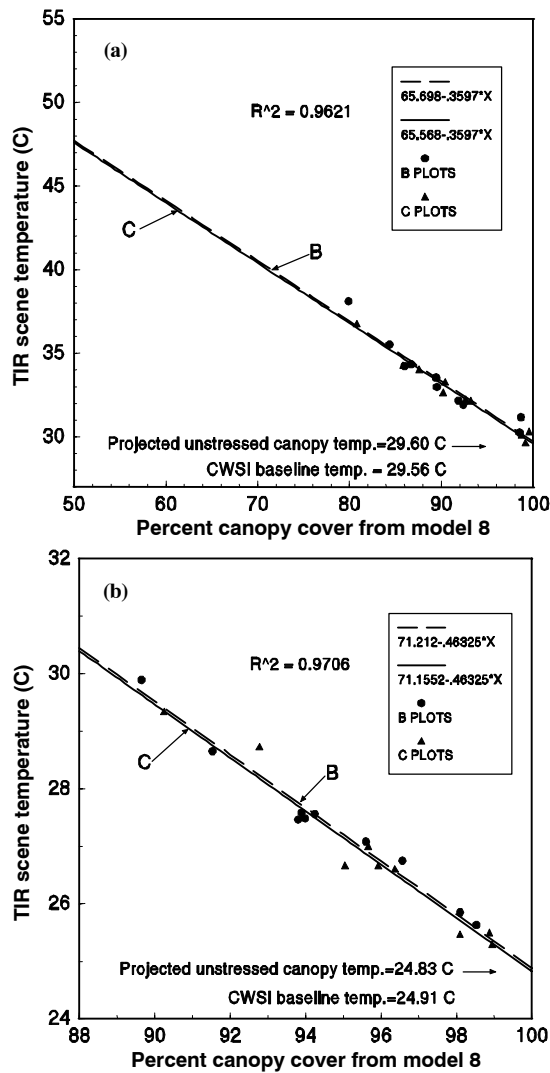 (a)
55
50
45
40
35
30
TIR scene temperature (C)
R^2 = 0.9621
65.698-.3597*X
65.568-.3597*X
B PLOTS
C PLOTS
C
B
Projected unstressed canopy temp.=29.60 C
CWSI baseline temp. = 29.56 C
50 60 70 80 90 100
Percent canopy cover from model 8
(b)
32
30
28
26
24
TIR scene temperature (C)
R^2 = 0.9706
71.212-.46325*X
71.1552-.46325*X
B PLOTS
C PLOTS
C
B
Projected unstressed canopy temp.=24.83 C
CWSI baseline temp.=24.91 C
88 90 92 94 96 98 100
Percent canopy cover from model 8